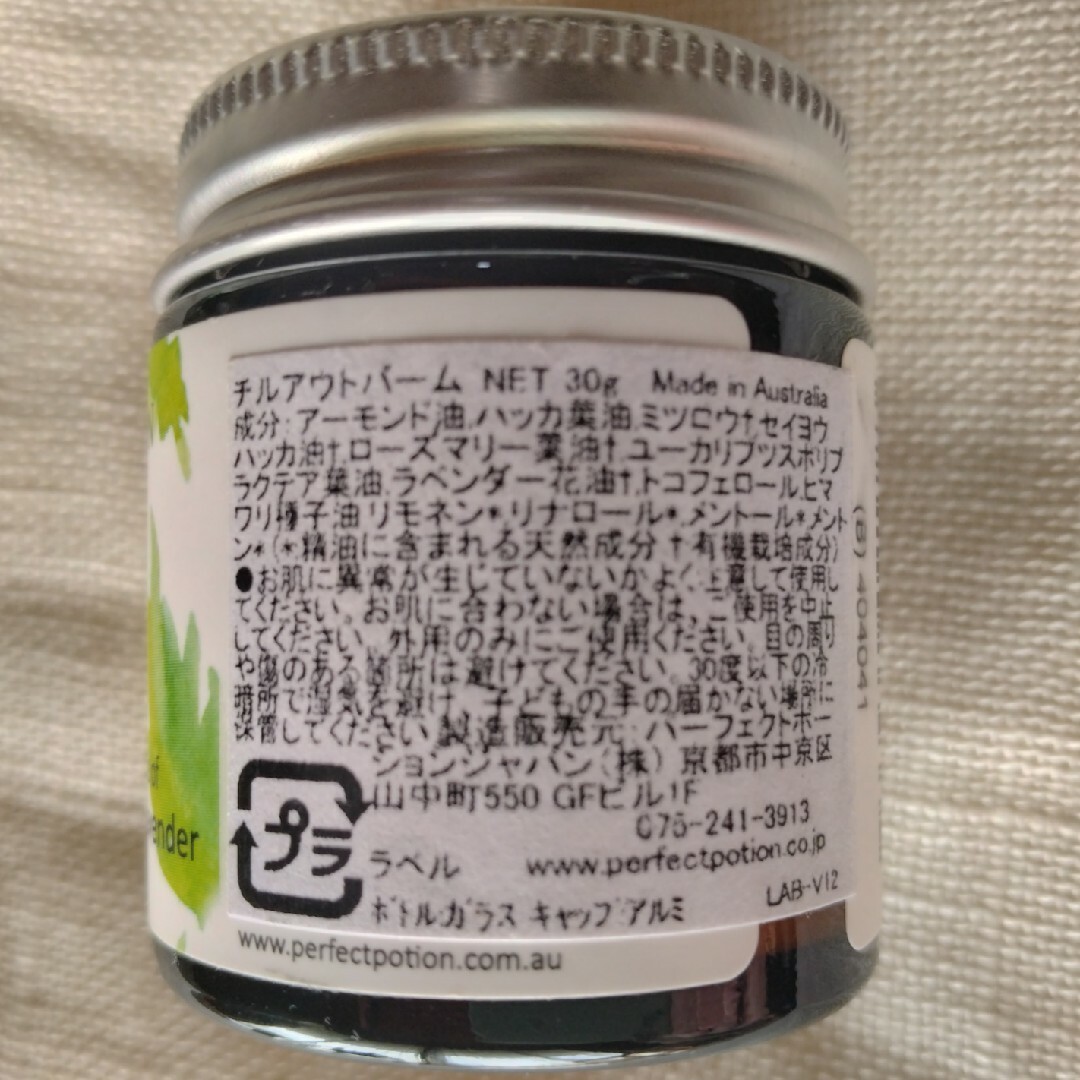 チルアウトバーム NET 30g Made in Australia
成分：アーモンド油,ハッカ葉油,ミツロウ†,セイヨウ
ハッカ油†,ローズマリー葉油†,ユーカリプツスポリブ
ラクテア葉油,ラベンダー花油†,トコフェロール,ヒマ
ワリ種子油,リモネン*,リナロール*,メントール*,メント
ン* (*:精油に含まれる天然成分 †有機栽培成分)
●お肌に異常が生じていないかよく注意して使用し
てください。お肌に合わない場合は、ご使用を中止
してください。外用のみにご使用ください。目の周り
や傷のある箇所は避けてください。30度以下の冷
暗所で湿気を避け、子どもの手の届かない場所に
保管してください 製造販売元：パーフェクトポー
ションジャパン(株) 京都市中京区
山中町550 GFビル1F
075-241-3913
プラ
ラベル www.perfectpotion.co.jp
ボトル:ガラス キャップ:アルミ LAB-V12
www.perfectpotion.com.au
of
ender
40404